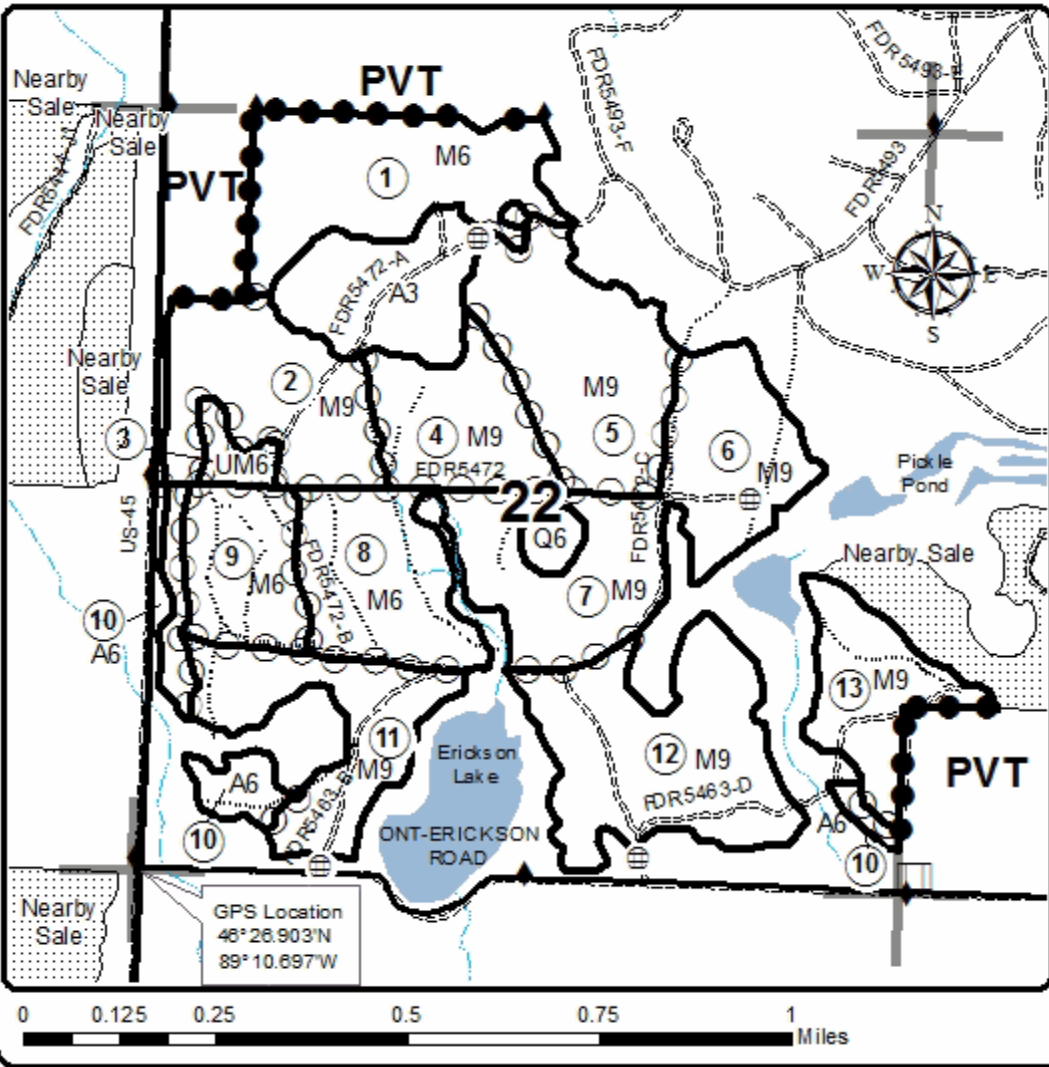 PVT
FDR5493-F
Nearby
Sale
Nearby
Sale
M6
1
PVT
FDR5493
N
W
E
S
FDR5472-A
A3
Nearby
Sale
2
M9
M9
3
4
M9
5
6
UM6
FDR5472
M9
Pickle
Pond
22
US-45
FDR5472-C
Q6
Nearby Sale
9
8
M6
FDR5472-B
M6
7
M9
10
A6
13
M9
11
M9
Erickson
Lake
12
M9
PVT
A6
FDR5463-B
FDR5463-D
A6
10
ONT-ERICKSON
ROAD
10
Nearby
Sale
GPS Location
46° 26.903'N
89° 10.697'W
0
0.125
0.25
0.5
0.75
1
Miles